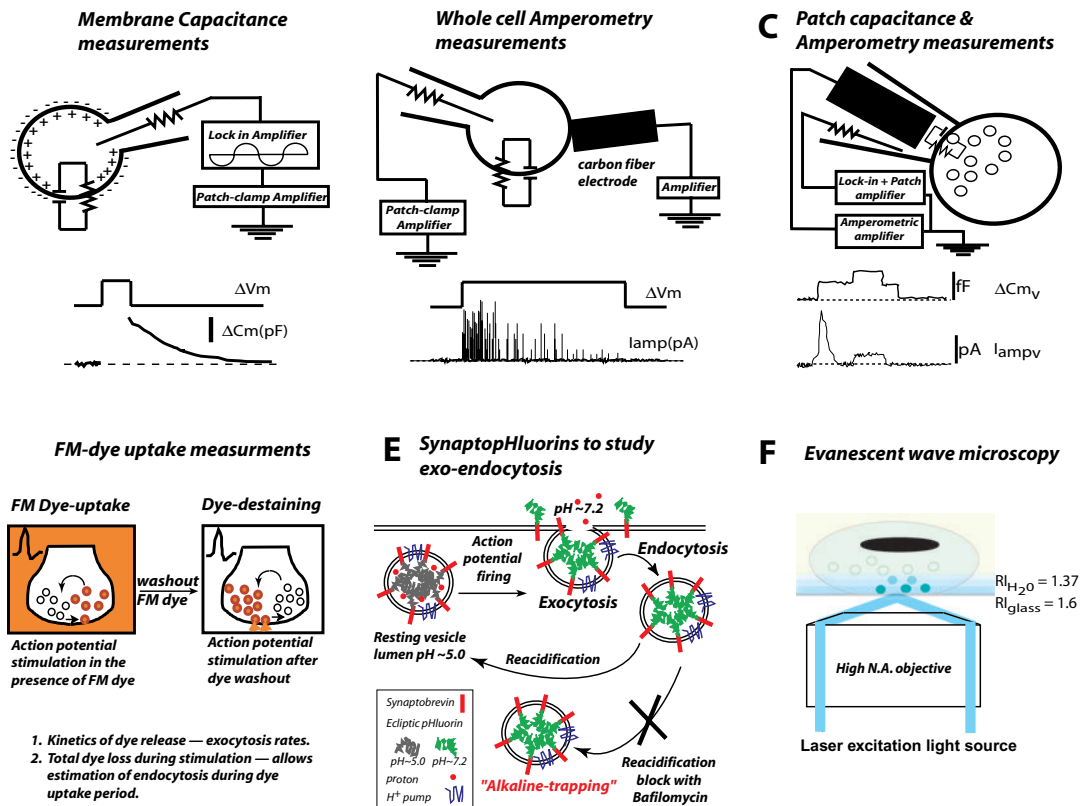 Membrane Capacitance
measurements
Lock in Amplifier
Patch-clamp Amplifier
ΔVm
ΔCm(pF)
Whole cell Amperometry
measurements
carbon fiber
electrode
Amplifier
Patch-clamp
Amplifier
ΔVm
Iamp(pA)
C Patch capacitance &
Amperometry measurements
Lock-in + Patch
amplifier
Amperometric
amplifier
fF ΔCmv
pA Iampv
FM-dye uptake measurments
FM Dye-uptake
Dye-destaining
washout
FM dye
Action potential
stimulation in the
presence of FM dye
Action potential
stimulation after
dye washout
1. Kinetics of dye release — exocytosis rates.
2. Total dye loss during stimulation — allows
estimation of endocytosis during dye
uptake period.
E SynaptopHluorins to study
exo-endocytosis
pH~7.2
Action
potential
firing
Endocytosis
Exocytosis
Resting vesicle
lumen pH ~5.0
Reacidification
Synaptobrevin
Ecliptic pHluorin
pH~5.0 pH~7.2
proton
H+ pump
"Alkaline-trapping"
Reacidification
block with
Bafilomycin
F Evanescent wave microscopy
RIH20 = 1.37
RIglass = 1.6
High N.A. objective
Laser excitation light source